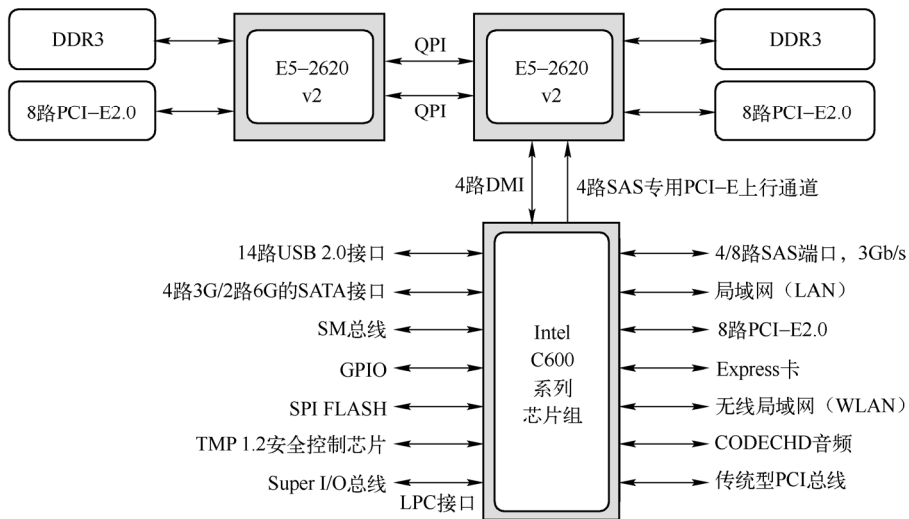 DDR3
8路PCI–E2.0
E5–2620
v2
QPI
QPI
E5–2620
v2
DDR3
8路PCI–E2.0
4路DMI
4路SAS专用PCI–E上行通道
14路USB 2.0接口
4路3G/2路6G的SATA接口
SM总线
GPIO
SPI FLASH
TMP 1.2安全控制芯片
Super I/O总线
LPC接口
Intel
C600
系列
芯片组
4/8路SAS端口，3Gb/s
局域网（LAN）
8路PCI–E2.0
Express卡
无线局域网（WLAN）
CODECHD音频
传统型PCI总线